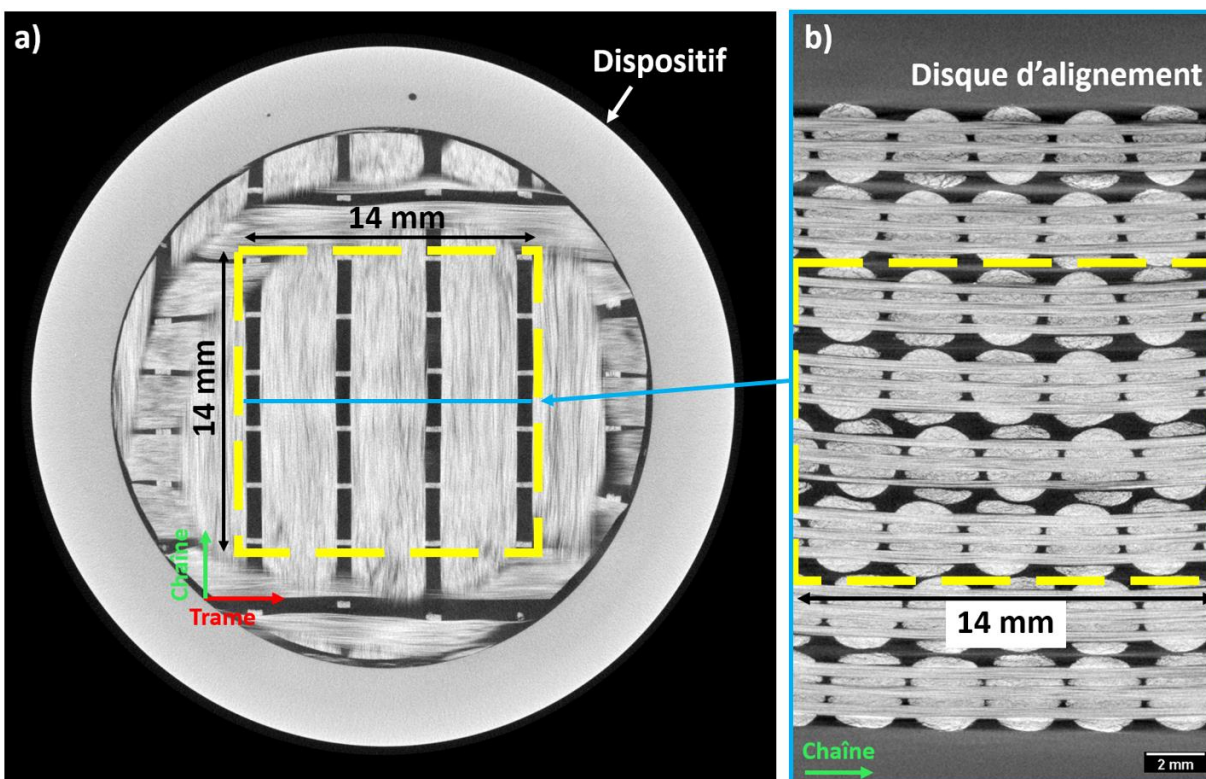 a)
Dispositif
14 mm
14 mm
Chaîne
Trame
b)
Disque d'alignement
14 mm
Chaîne
2 mm